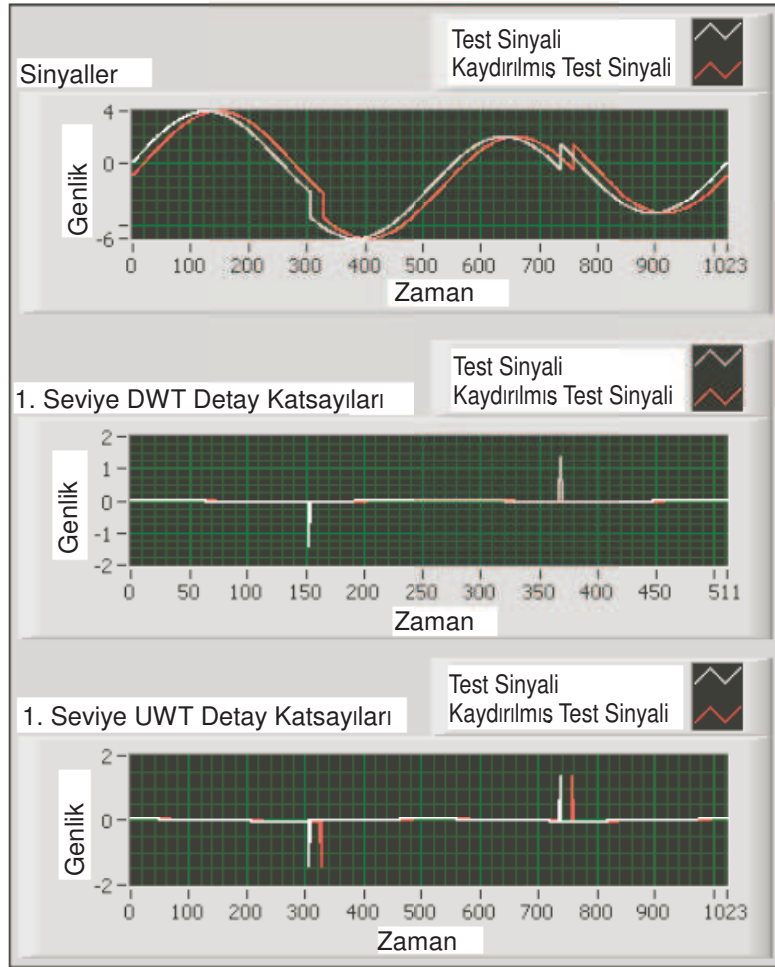 Test Sinyali
Kaydırılmış Test Sinyali
Sinyaller
Genlik
4
0
-6
0 100 200 300 400 500 600 700 800 900 1023
Zaman
Test Sinyali
Kaydırılmış Test Sinyali
1. Seviye DWT Detay Katsayıları
Genlik
2
1
0
-1
-2
0 50 100 150 200 250 300 350 400 450 511
Zaman
Test Sinyali
Kaydırılmış Test Sinyali
1. Seviye UWT Detay Katsayıları
Genlik
2
0
-2
0 100 200 300 400 500 600 700 800 900 1023
Zaman